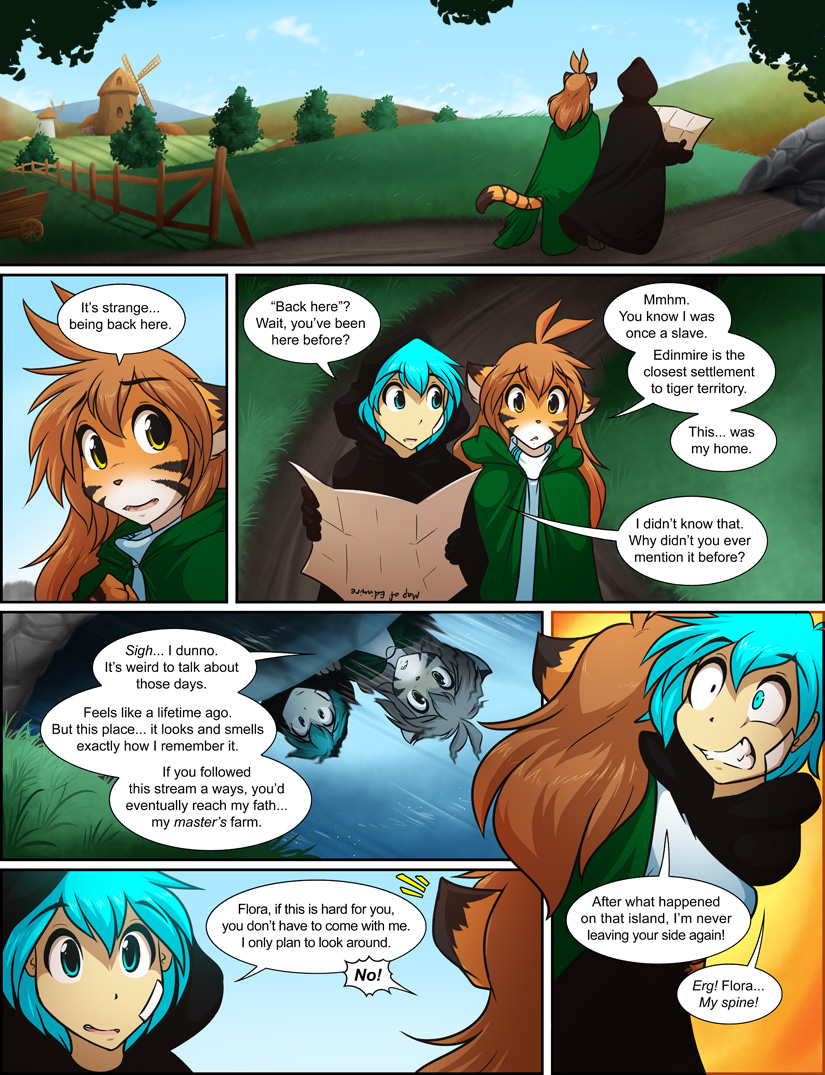 It's strange...
being back here.
“Back here”?
Wait, you've been
here before?
Mmhm.
You know I was
once a slave.
Edinmire is the
closest settlement
to tiger territory.
This... was
my home.
I didn't know that.
Why didn't you ever
mention it before?
Map of Edinmire
Sigh... I dunno.
It's weird to talk about
those days.
Feels like a lifetime ago.
But this place... it looks and smells
exactly how I remember it.
If you followed
this stream a ways, you'd
eventually reach my fath...
my master's farm.
Flora, if this is hard for you,
you don't have to come with me.
I only plan to look around.
No!
After what happened
on that island, I'm never
leaving your side again!
Erg! Flora...
My spine!